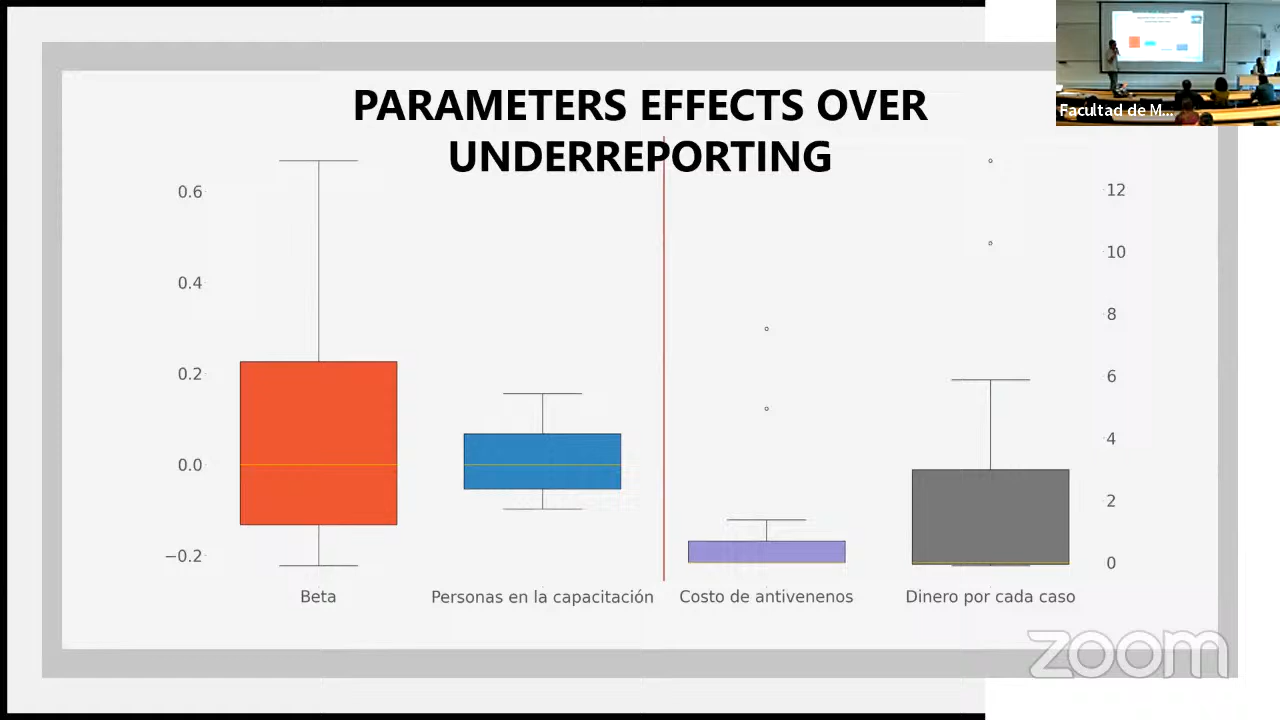 PARAMETERS EFFECTS OVER
UNDERREPORTING
Facultad de M...
0.6
0.4
0.2
0.0
−0.2
12
10
8
6
4
2
0
Beta
Personas en la capacitación
Costo de antivenenos
Dinero por cada caso
zoom